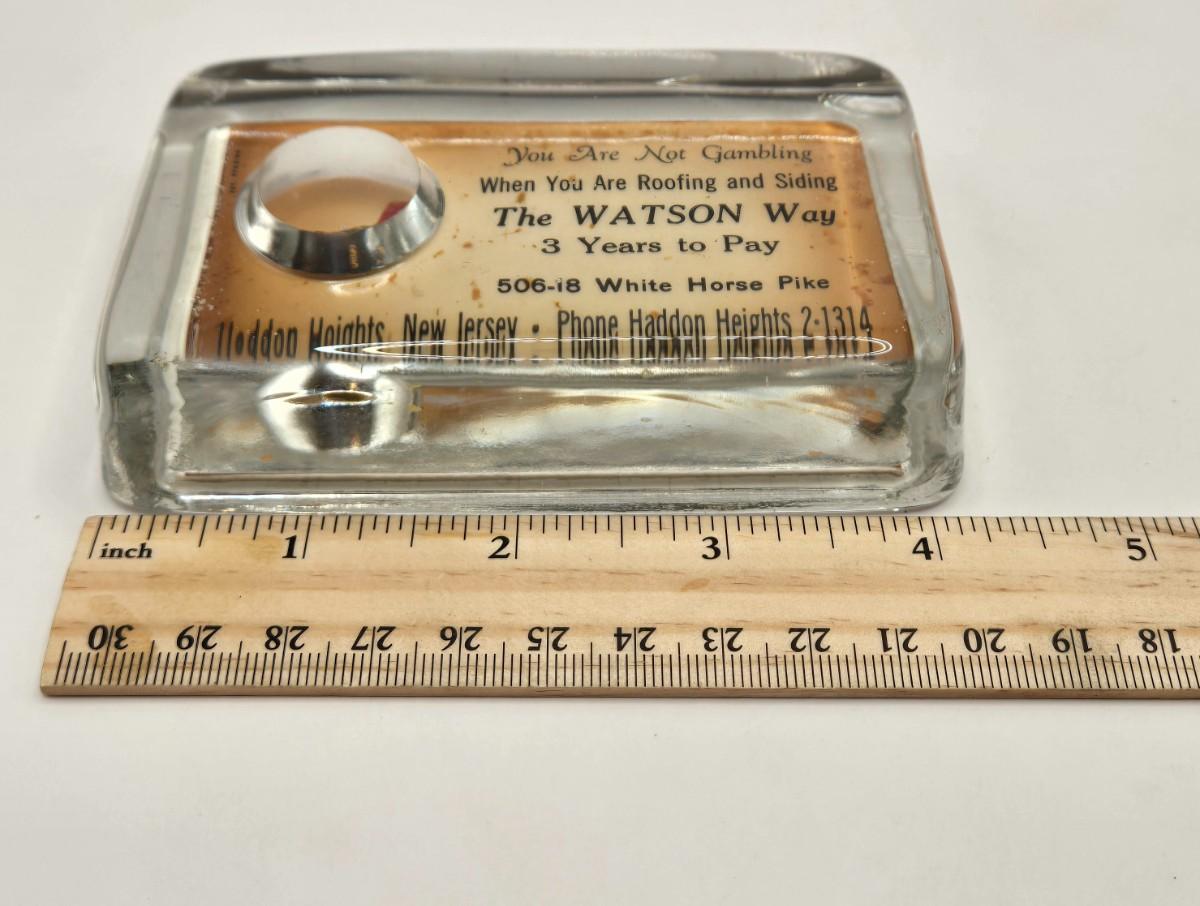 You Are Not Gambling
When You Are Roofing and Siding
The WATSON Way
3 Years to Pay
506-18 White Horse Pike
Haddon Heights, New Jersey • Phone Haddon Heights 2-1314
inch 1 2 3 4 5
30 29 28 27 26 25 24 23 22 21 20 19 18